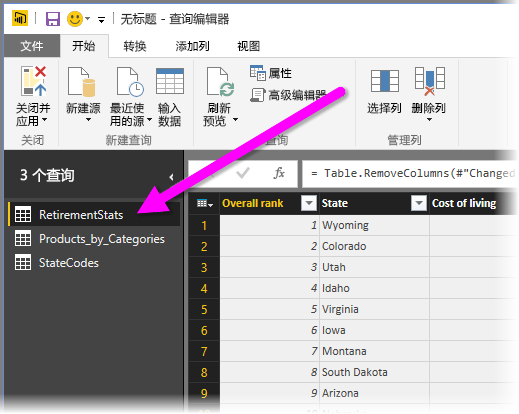 无标题 - 查询编辑器
文件 开始 转换 添加列 视图
关闭并应用 新建源 最近使用的源 输入数据 刷新预览 属性 高级编辑器 选择列 删除列
关闭 新建查询 查询 管理列
3 个查询
= Table.RemoveColumns(#"Changed
RetirementStats
Products_by_Categories
StateCodes
Overall rank State Cost of living
1 1 Wyoming
2 2 Colorado
3 3 Utah
4 4 Idaho
5 5 Virginia
6 6 Iowa
7 7 Montana
8 8 South Dakota
9 9 Arizona